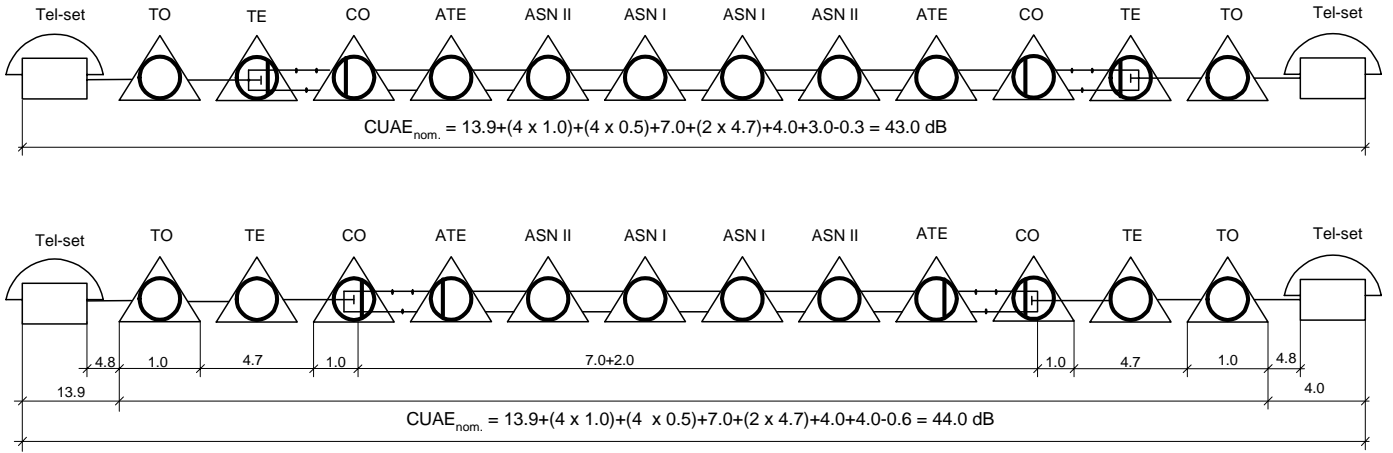 Tel-set TO TE CO ATE ASN II ASN I ASN I ASN II ATE CO TE TO Tel-set
CUAEnom. = 13.9+(4 x 1.0)+(4 x 0.5)+7.0+(2 x 4.7)+4.0+3.0-0.3 = 43.0 dB
Tel-set TO TE CO ATE ASN II ASN I ASN I ASN II ATE CO TE TO Tel-set
4.8 1.0 4.7 1.0 7.0+2.0 1.0 4.7 1.0 4.8
13.9 4.0
CUAEnom. = 13.9+(4 x 1.0)+(4 x 0.5)+7.0+(2 x 4.7)+4.0+4.0-0.6 = 44.0 dB